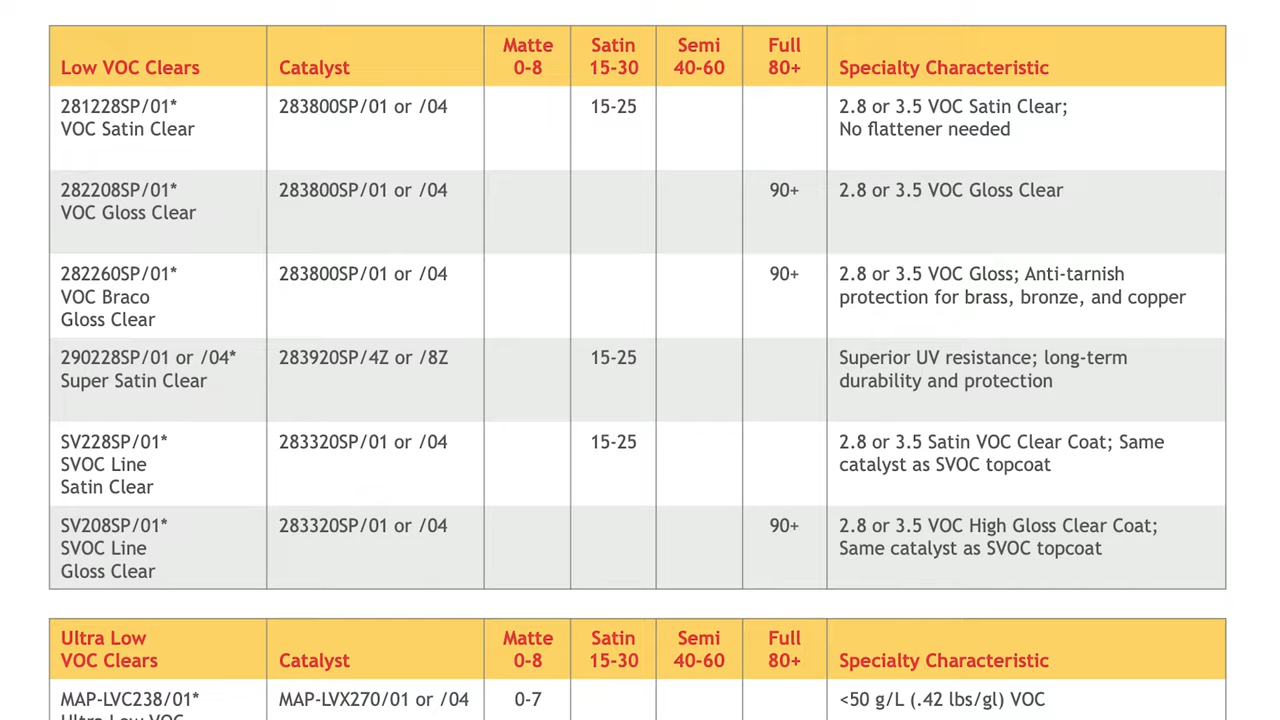 Low VOC Clears Catalyst Matte 0-8 Satin 15-30 Semi 40-60 Full 80+ Specialty Characteristic
281228SP/01* 283800SP/01 or /04 15-25 2.8 or 3.5 VOC Satin Clear;
VOC Satin Clear No flattener needed
282208SP/01* 283800SP/01 or /04 90+ 2.8 or 3.5 VOC Gloss Clear
VOC Gloss Clear
282260SP/01* 283800SP/01 or /04 90+ 2.8 or 3.5 VOC Gloss; Anti-tarnish
VOC Braco protection for brass, bronze, and copper
Gloss Clear
290228SP/01 or /04* 283920SP/4Z or /8Z 15-25 Superior UV resistance; long-term
Super Satin Clear durability and protection
SV228SP/01* 283320SP/01 or /04 15-25 2.8 or 3.5 Satin VOC Clear Coat; Same
SVOC Line catalyst as SVOC topcoat
Satin Clear
SV208SP/01* 283320SP/01 or /04 90+ 2.8 or 3.5 VOC High Gloss Clear Coat;
SVOC Line Same catalyst as SVOC topcoat
Gloss Clear
Ultra Low Matte Satin Semi Full
VOC Clears Catalyst 0-8 15-30 40-60 80+ Specialty Characteristic
MAP-LVC238/01* MAP-LVX270/01 or /04 0-7 <50 g/L (.42 lbs/gl) VOC
Ultra Low VOC